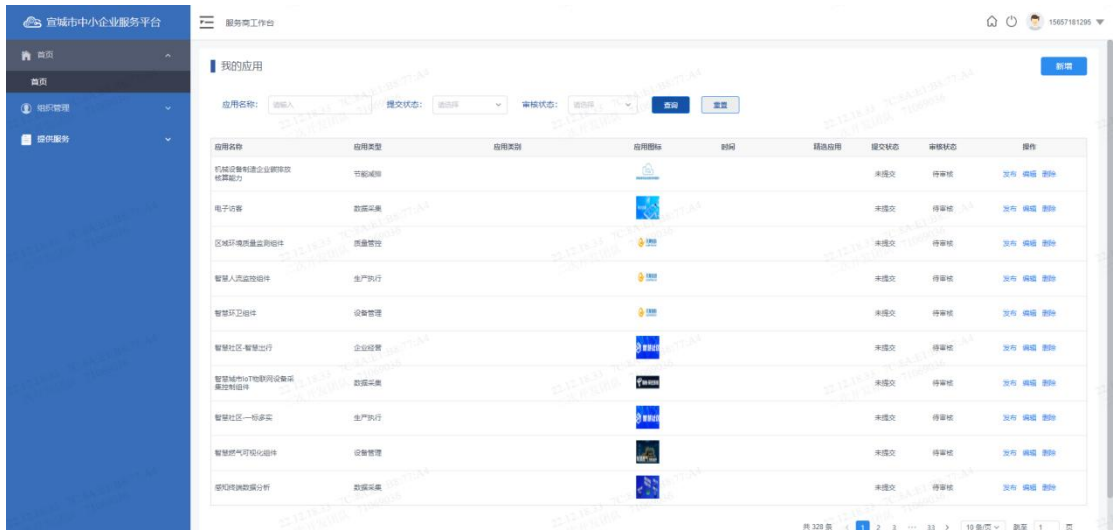 宣城市中小企业服务平台
服务商工作台
15657181295
首页
首页
组织管理
提供服务
我的应用
新增
应用名称： 请输入 提交状态： 请选择 审核状态： 请选择 查询 重置
应用名称 应用类型 应用类别 应用图标 时间 精选应用 提交状态 审核状态 操作
机械设备制造企业碳排放
核算能力 节能减排 未提交 待审核 发布 编辑 删除
电子访客 数据采集 未提交 待审核 发布 编辑 删除
区域环境质量监测组件 质量管控 未提交 待审核 发布 编辑 删除
智慧人流监控组件 生产执行 未提交 待审核 发布 编辑 删除
智慧环卫组件 设备管理 未提交 待审核 发布 编辑 删除
智慧社区-智慧出行 企业经营 未提交 待审核 发布 编辑 删除
智慧城市IoT物联网设备采
集控制组件 数据采集 未提交 待审核 发布 编辑 删除
智慧社区-一标多实 生产执行 未提交 待审核 发布 编辑 删除
智慧燃气可视化组件 设备管理 未提交 待审核 发布 编辑 删除
感知终端数据分析 数据采集 未提交 待审核 发布 编辑 删除
共 328 条 1 2 3 ··· 33 10 条/页 跳至 1 页